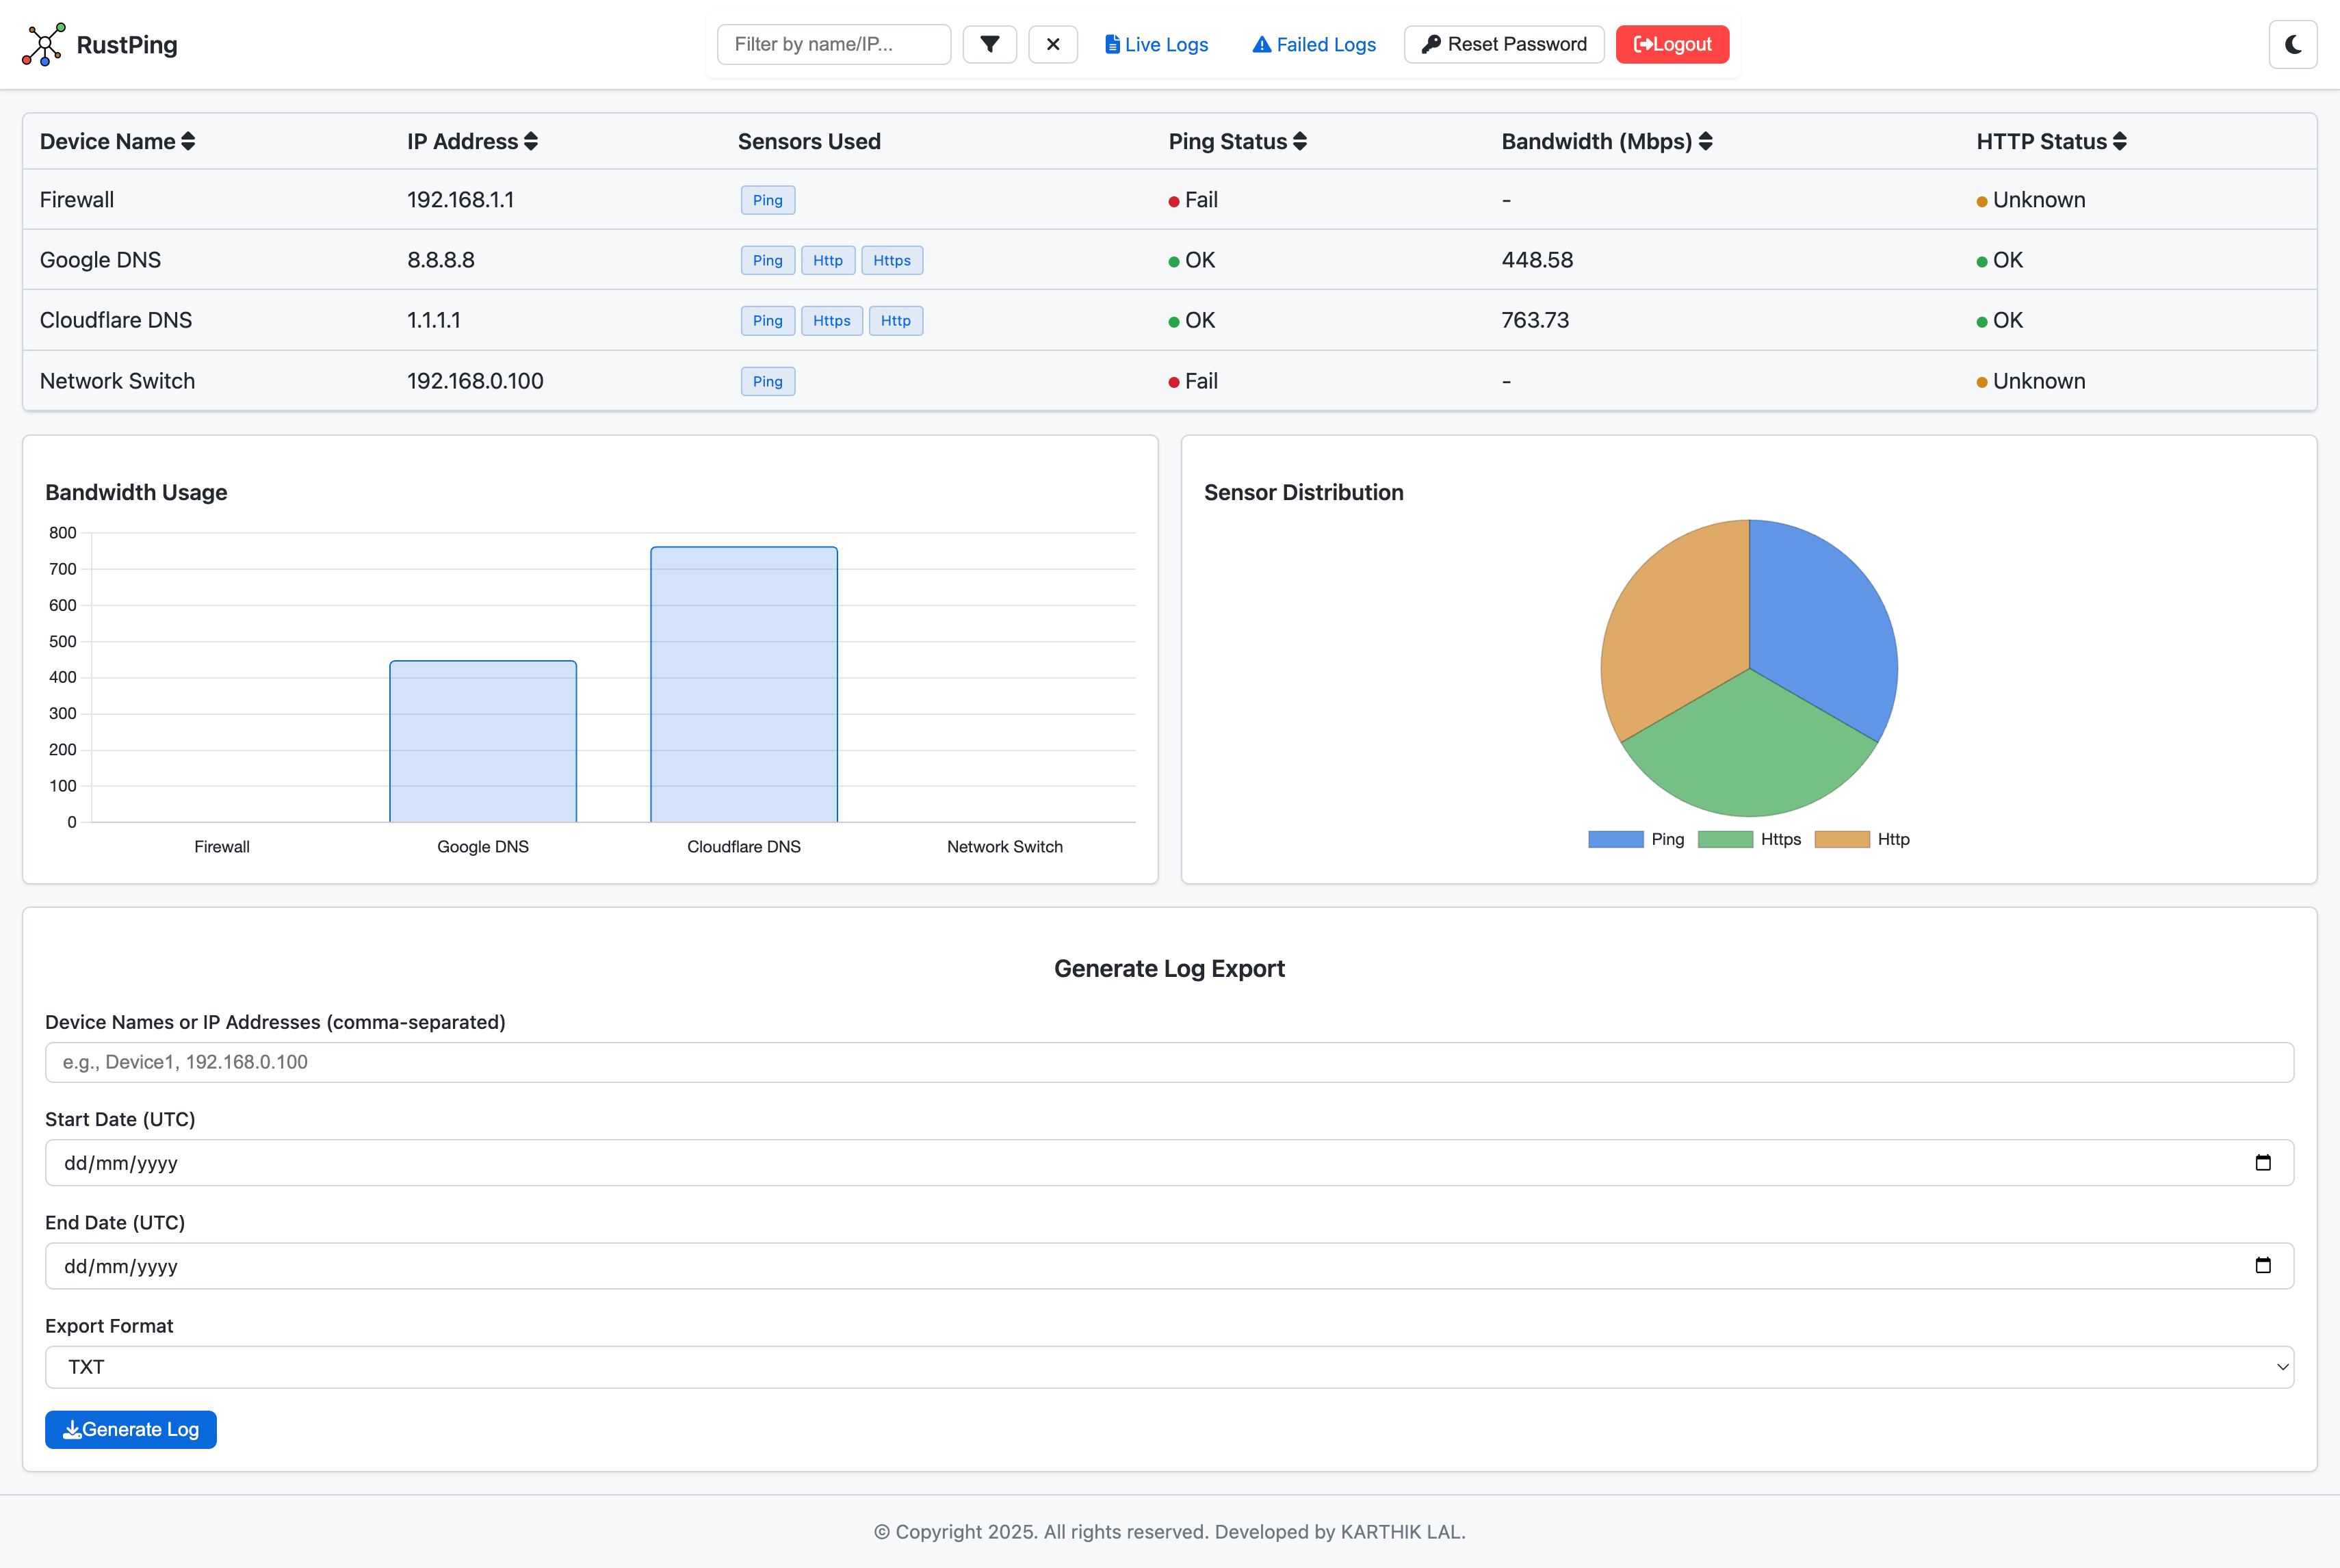 RustPing
Filter by name/IP...
Live Logs
Failed Logs
Reset Password
Logout
Device Name IP Address Sensors Used Ping Status Bandwidth (Mbps) HTTP Status
Firewall 192.168.1.1 Ping Fail - Unknown
Google DNS 8.8.8.8 Ping Http Https OK 448.58 OK
Cloudflare DNS 1.1.1.1 Ping Https Http OK 763.73 OK
Network Switch 192.168.0.100 Ping Fail - Unknown
Bandwidth Usage
800
700
600
500
400
300
200
100
0
Firewall Google DNS Cloudflare DNS Network Switch
Sensor Distribution
Ping Https Http
Generate Log Export
Device Names or IP Addresses (comma-separated)
e.g., Device1, 192.168.0.100
Start Date (UTC)
dd/mm/yyyy
End Date (UTC)
dd/mm/yyyy
Export Format
TXT
Generate Log
© Copyright 2025. All rights reserved. Developed by KARTHIK LAL.